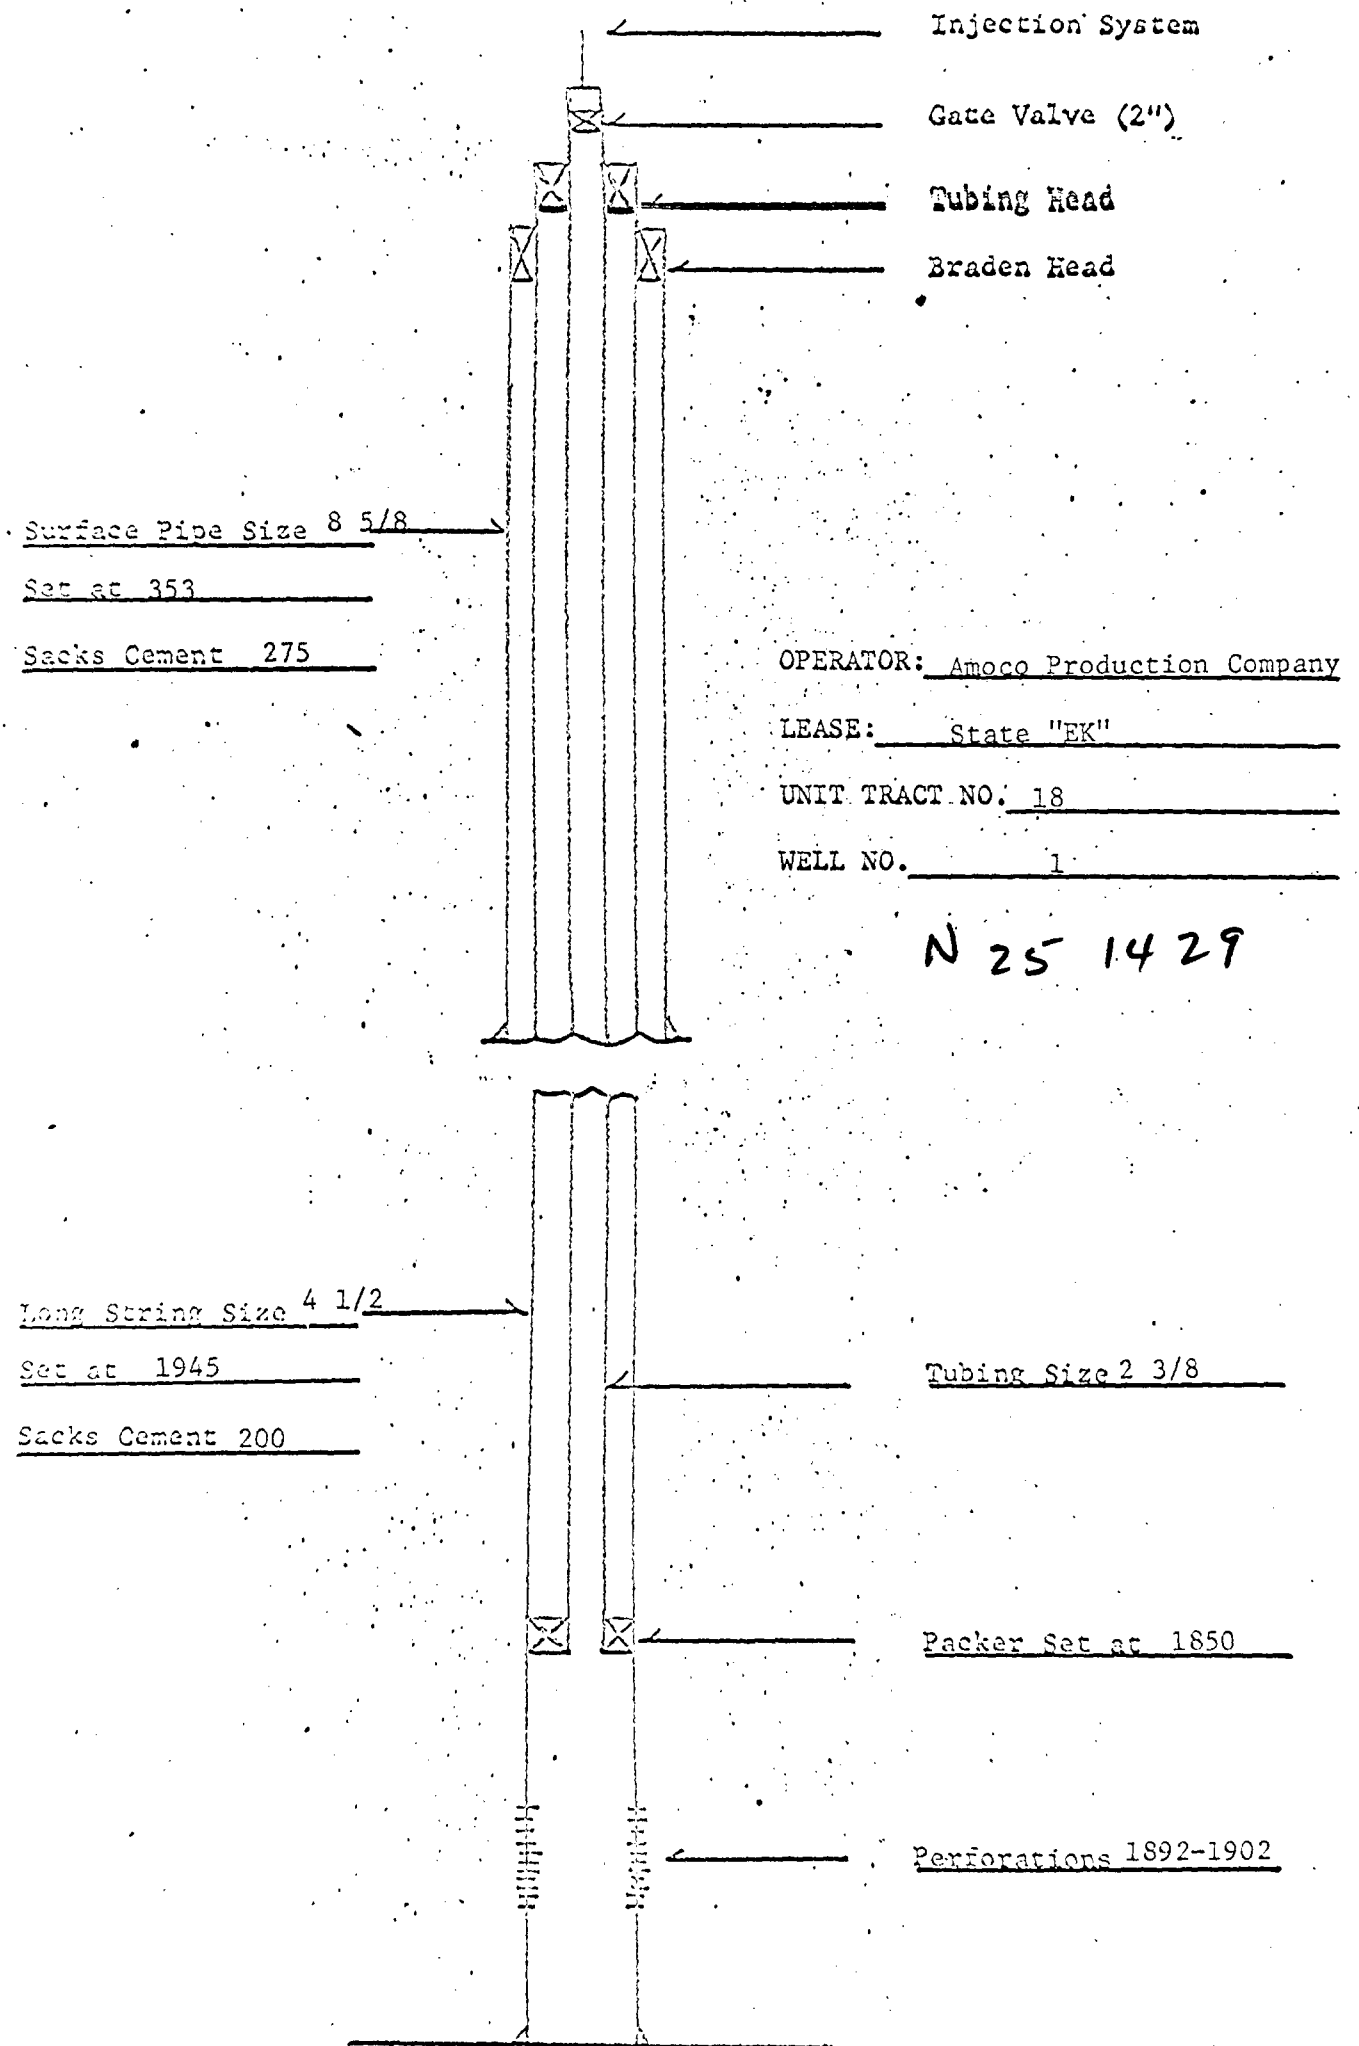 Injection System
Gate Valve (2")
Tubing Head
Braden Head
Surface Pipe Size 8 5/8
Set at 353
Sacks Cement 275
OPERATOR: Amoco Production Company
LEASE: State "EK"
UNIT TRACT NO. 18
WELL NO. 1
N 25 14 29
Long String Size 4 1/2
Set at 1945
Tubing Size 2 3/8
Sacks Cement 200
Packer Set at 1850
Perforations 1892-1902